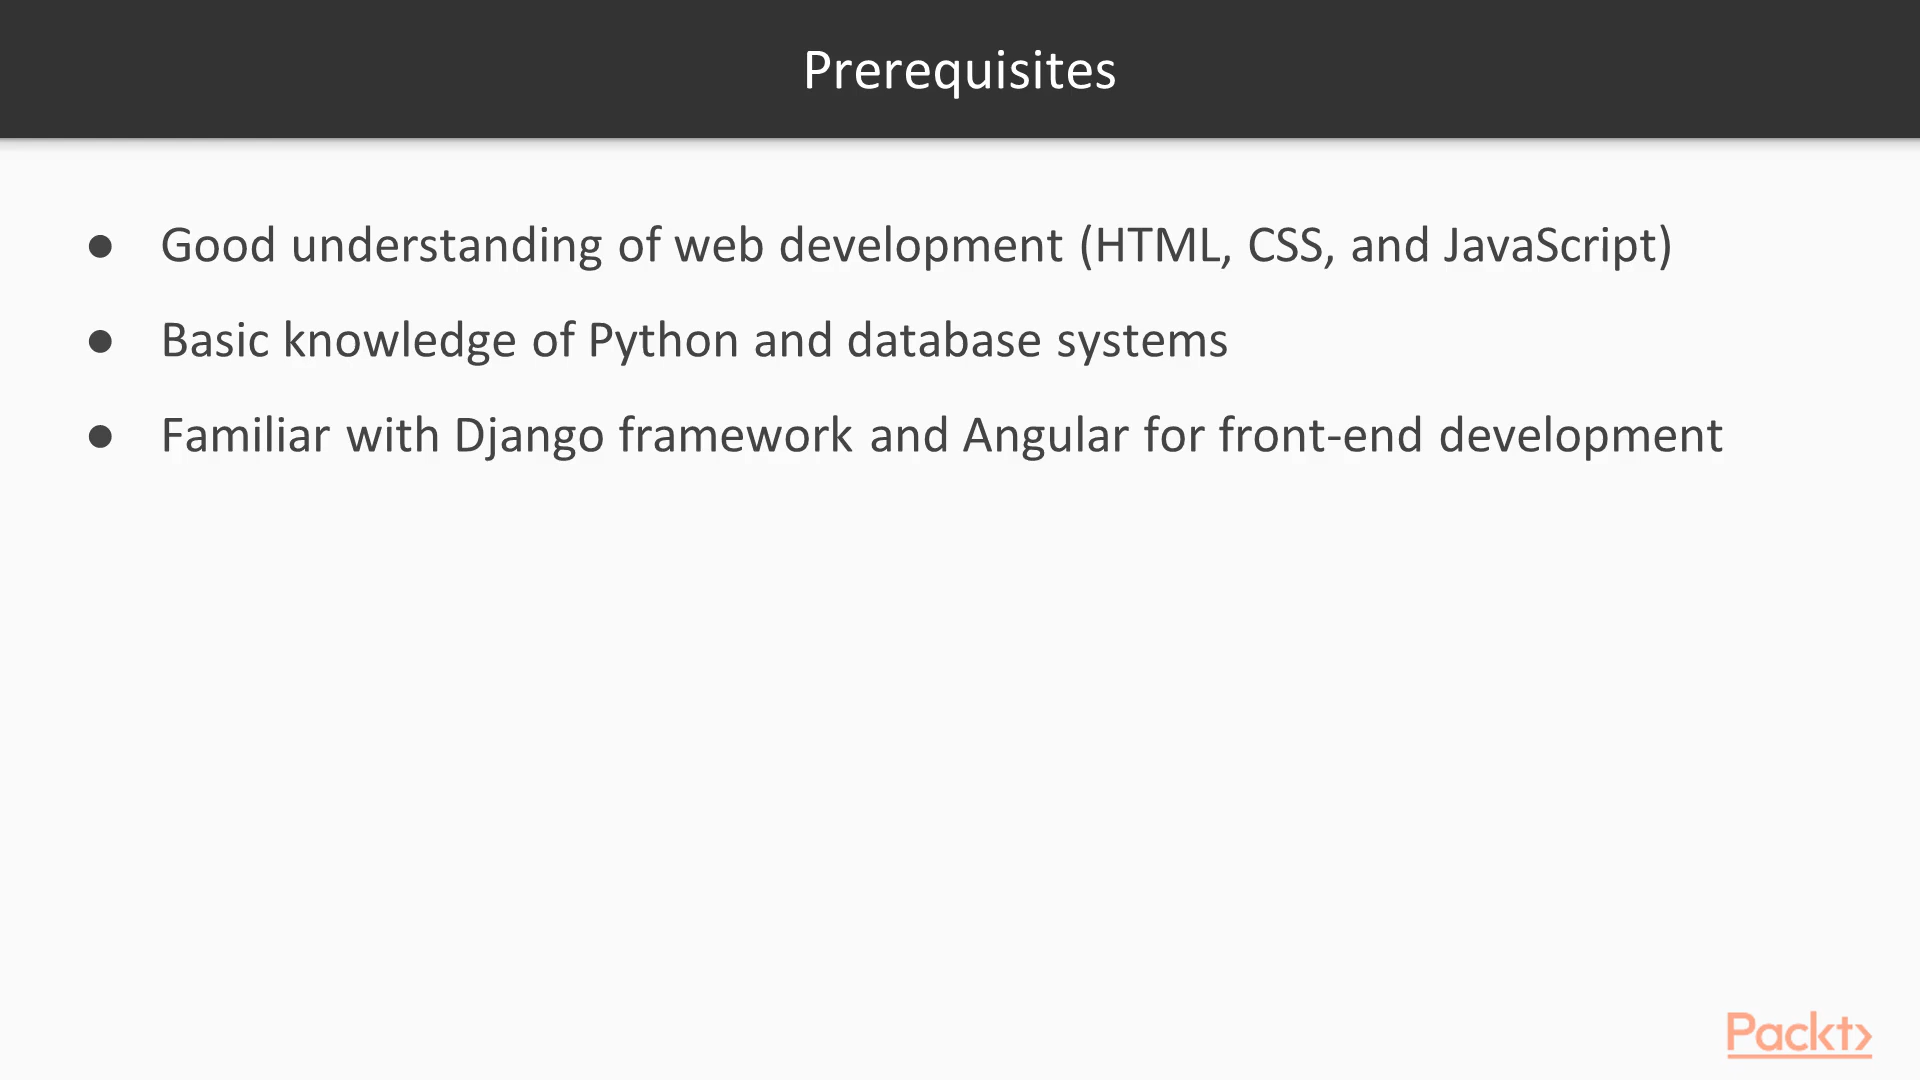 Prerequisites
● Good understanding of web development (HTML, CSS, and JavaScript)
● Basic knowledge of Python and database systems
● Familiar with Django framework and Angular for front-end development
Packt>